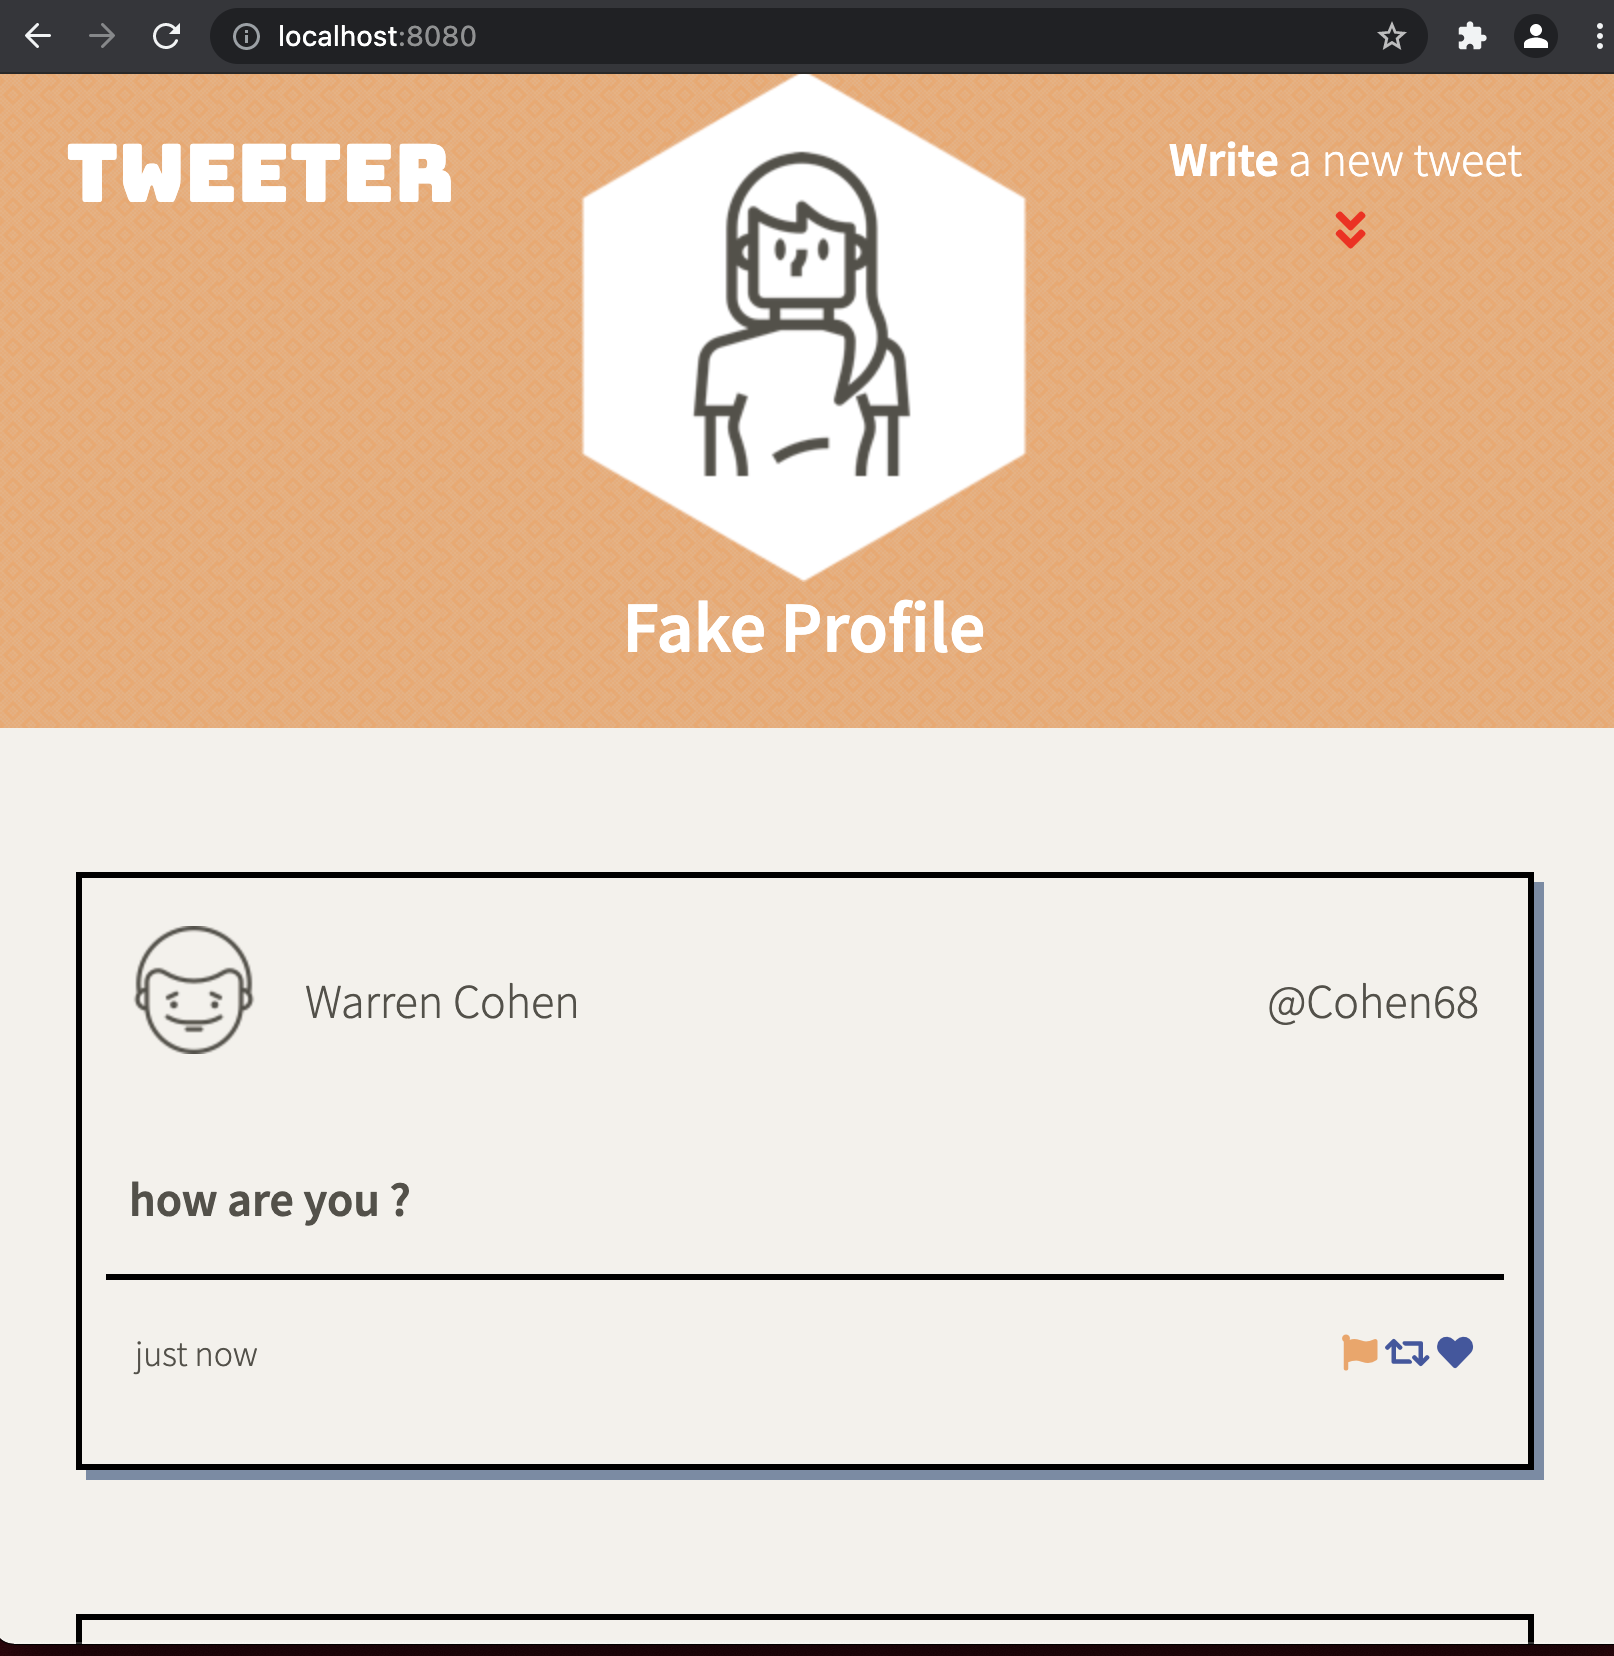 localhost:8080
TWEETER
Write a new tweet
Fake Profile
Warren Cohen
@Cohen68
how are you ?
just now